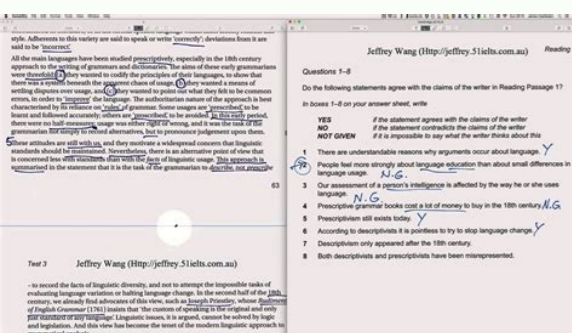 style. Adherents to this variety are said to speak or write 'correctly'; deviations from it are
said to be 'incorrect'.
All the main languages have been studied prescriptively, especially in the 18th century
approach to the writing of grammars and dictionaries. The aims of these early grammarians
were threefold: (a) they wanted to codify the principles of their languages, to show that
there was a system beneath the apparent chaos of usage, (b) they wanted a means of
settling disputes over usage, and (c) they wanted to point out what they felt to be common
errors, in order to 'improve' the language. The authoritarian nature of the approach is best
characterised by its reliance on 'rules' of grammar. Some usages are 'prescribed,' to be
learnt and followed accurately; others are 'proscribed,' to be avoided. In this early period,
there were no half-measures: usage was either right or wrong, and it was the task of the
grammarian not simply to record alternatives, but to pronounce judgement upon them.
5 These attitudes are still with us, and they motivate a widespread concern that linguistic
standards should be maintained. Nevertheless, there is an alternative point of view that
is concerned less with standards than with the facts of linguistic usage. This approach is
summarised in the statement that it is the task of the grammarian to describe, not prescribe
63
Test 3 Jeffrey Wang (Http://jeffrey.51ielts.com.au)
- to record the facts of linguistic diversity, and not to attempt the impossible tasks of
evaluating language variation or halting language change. In the second half of the 18th
century, we already find advocates of this view, such as Joseph Priestley, whose Rudiments
of English Grammar (1761) insists that 'the custom of speaking is the original and only
just standard of any language'. Linguistic issues, it is argued, cannot be solved by logic
and legislation. And this view has become the tenet of the modern linguistic approach to
Jeffrey Wang (Http://jeffrey.51ielts.com.au) Reading
Questions 1–8
Do the following statements agree with the claims of the writer in Reading Passage 1?
In boxes 1–8 on your answer sheet, write
YES if the statement agrees with the claims of the writer
NO if the statement contradicts the claims of the writer
NOT GIVEN if it is impossible to say what the writer thinks about this
1 There are understandable reasons why arguments occur about language. Y
2 People feel more strongly about language education than about small differences in
language usage. N.G.
3 Our assessment of a person's intelligence is affected by the way he or she uses
language. N.G
4 Prescriptive grammar books cost a lot of money to buy in the 18th century. N.G
5 Prescriptivism still exists today. Y
6 According to descriptivists it is pointless to try to stop language change. Y
7 Descriptivism only appeared after the 18th century.
8 Both descriptivists and prescriptivists have been misrepresented.